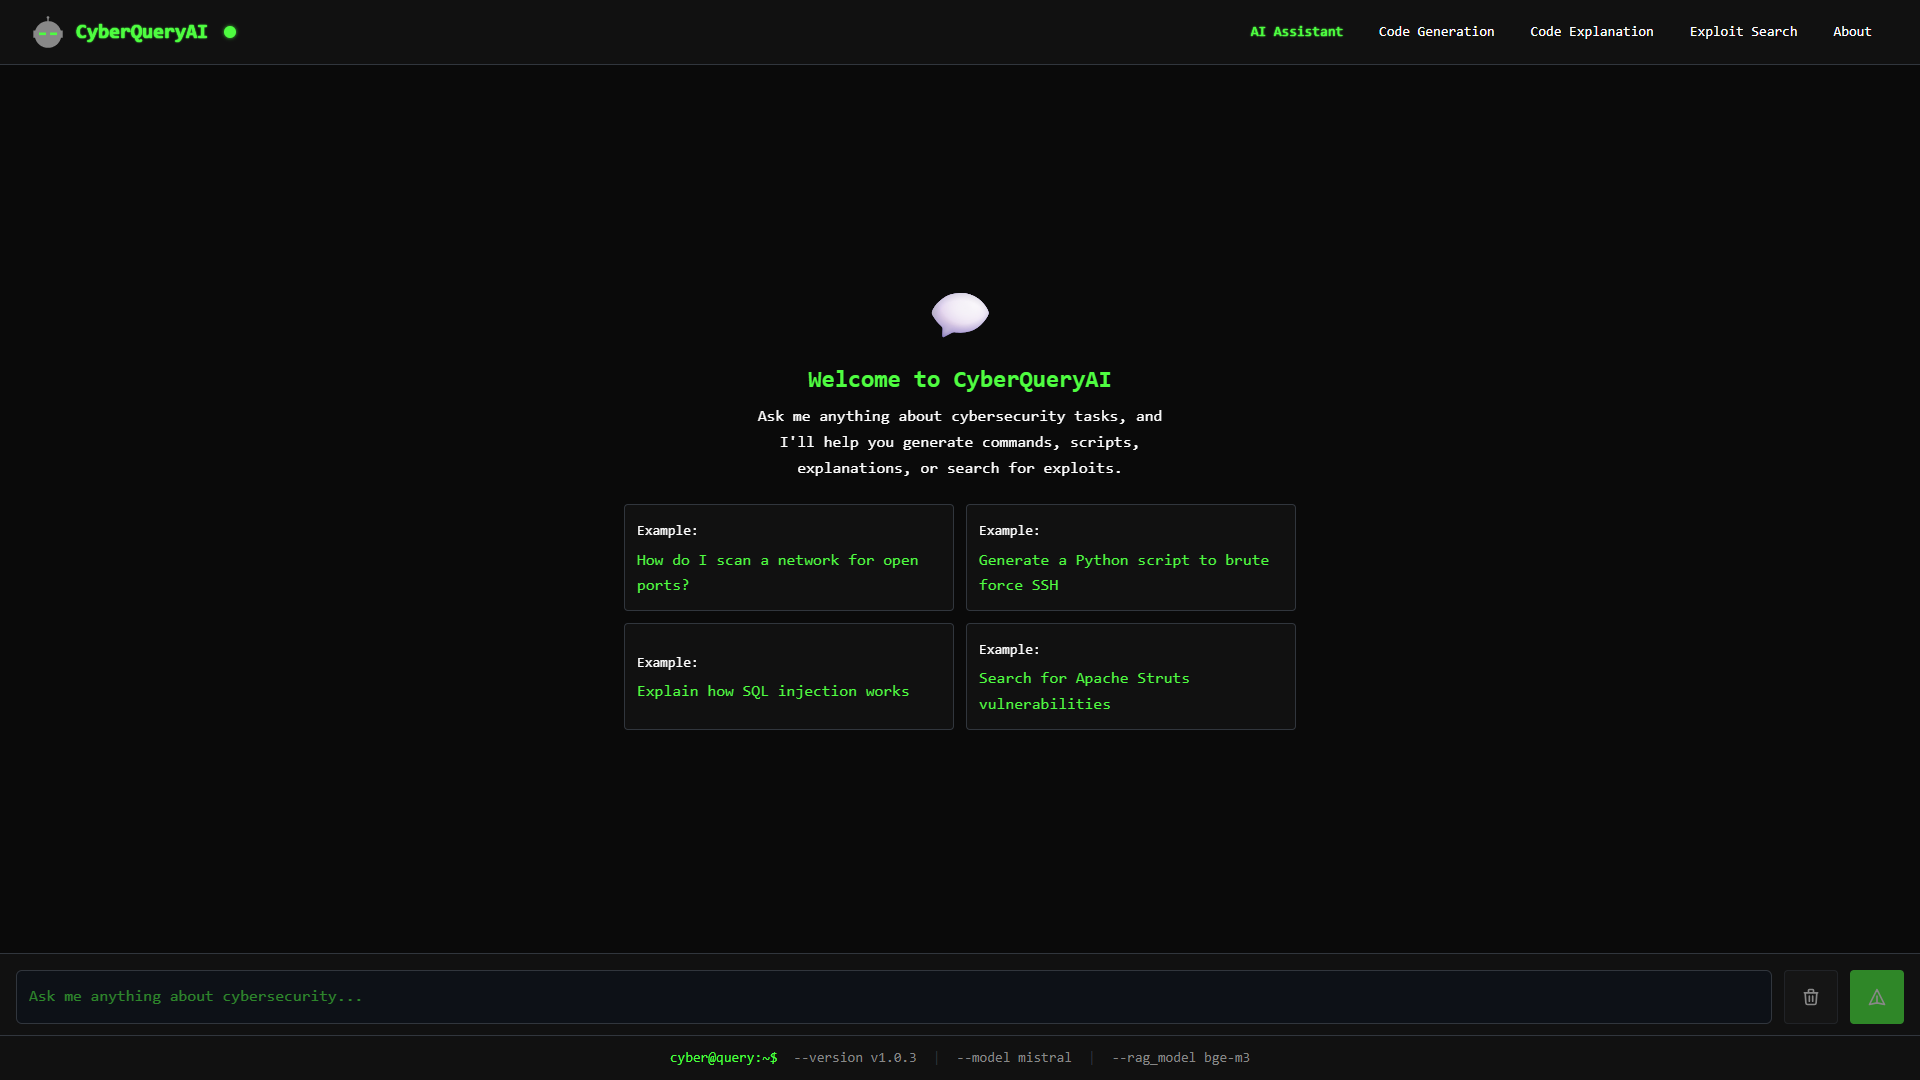 CyberQueryAI
AI Assistant
Code Generation
Code Explanation
Exploit Search
About
Welcome to CyberQueryAI
Ask me anything about cybersecurity tasks, and
I'll help you generate commands, scripts,
explanations, or search for exploits.
Example:
How do I scan a network for open
ports?
Example:
Generate a Python script to brute
force SSH
Example:
Explain how SQL injection works
Example:
Search for Apache Struts
vulnerabilities
Ask me anything about cybersecurity...
cyber@query:~$ --version v1.0.3 | --model mistral | --rag_model bge-m3